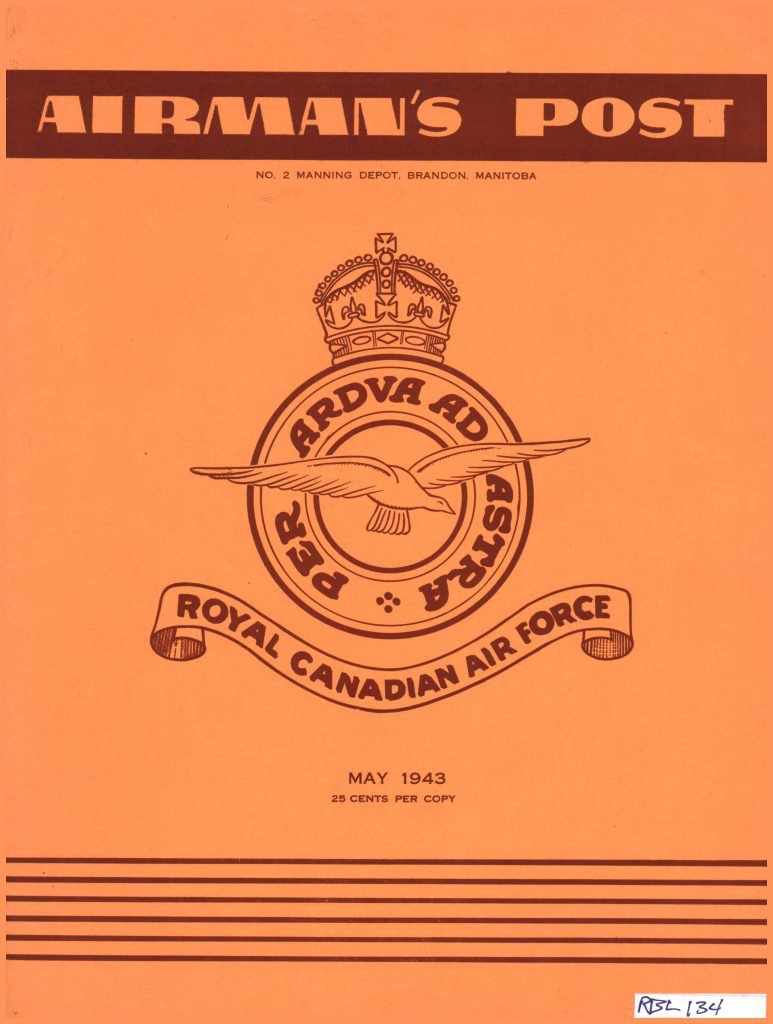 AIRMAN'S POST
NO. 2 MANNING DEPOT, BRANDON, MANITOBA
PER ARDVA AD ASTRA
ROYAL CANADIAN AIR FORCE
MAY 1943
25 CENTS PER COPY
RBL 134